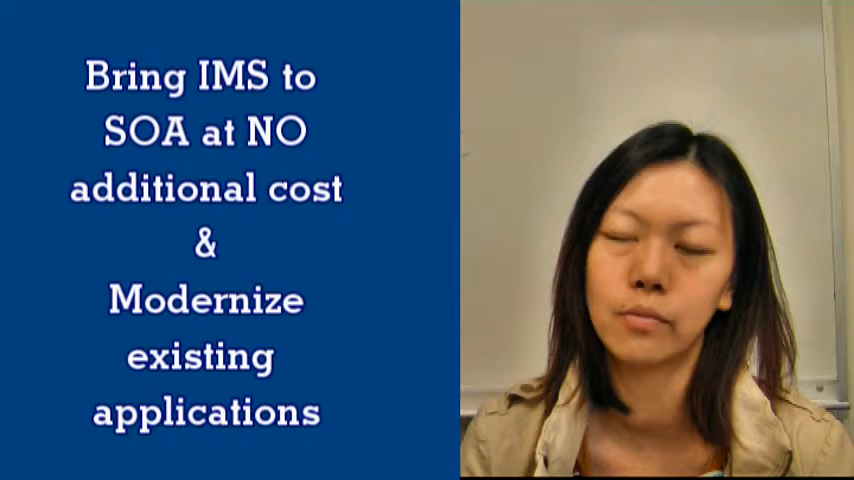 Bring IMS to
SOA at NO
additional cost
&
Modernize
existing
applications